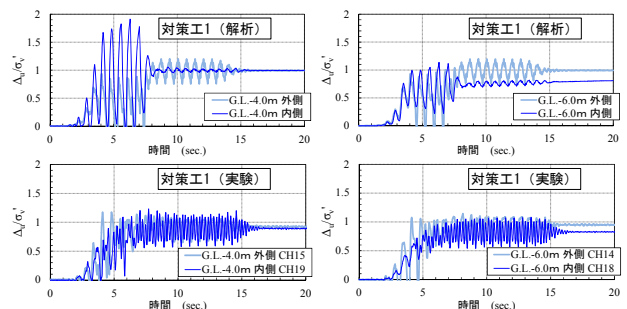 対策工1（解析）
2
1.5
1
0.5
0
Δu/σv'
0 5 10 15 20
時間 (sec.)
G.L.-4.0m 外側
G.L.-4.0m 内側
対策工1（解析）
2
1.5
1
0.5
0
Δu/σv'
0 5 10 15 20
時間 (sec.)
G.L.-6.0m 外側
G.L.-6.0m 内側
対策工1（実験）
2
1.5
1
0.5
0
Δu/σv'
0 5 10 15 20
時間 (sec.)
G.L.-4.0m 外側 CH15
G.L.-4.0m 内側 CH19
対策工1（実験）
2
1.5
1
0.5
0
Δu/σv'
0 5 10 15 20
時間 (sec.)
G.L.-6.0m 外側 CH14
G.L.-6.0m 内側 CH18